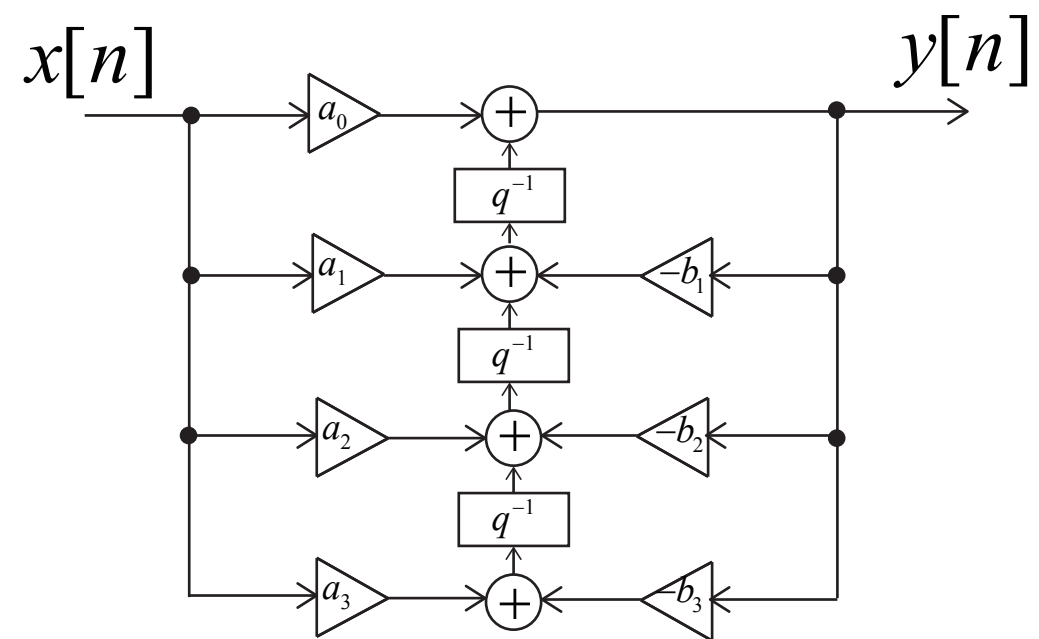 x[n] y[n]
a₀ +
q⁻¹
a₁ + −b₁
q⁻¹
a₂ + −b₂
q⁻¹
a₃ + −b₃